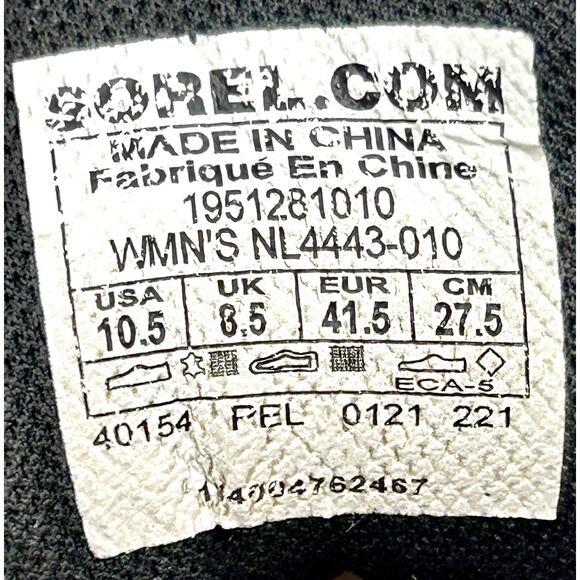 SOREL.COM
MADE IN CHINA
Fabriqué En Chine
1951281010
WMN'S NL4443-010
USA UK EUR CM
10.5 8.5 41.5 27.5
ECA-5
40154 PEL 0121 221